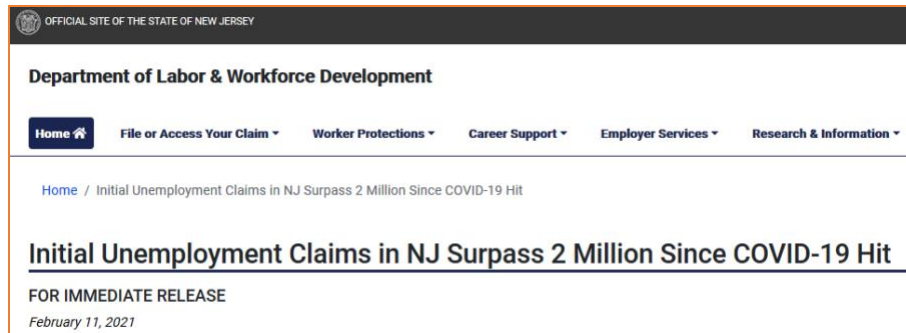 OFFICIAL SITE OF THE STATE OF NEW JERSEY
Department of Labor & Workforce Development
Home File or Access Your Claim Worker Protections Career Support Employer Services Research & Information
Home / Initial Unemployment Claims in NJ Surpass 2 Million Since COVID-19 Hit
Initial Unemployment Claims in NJ Surpass 2 Million Since COVID-19 Hit
FOR IMMEDIATE RELEASE
February 11, 2021